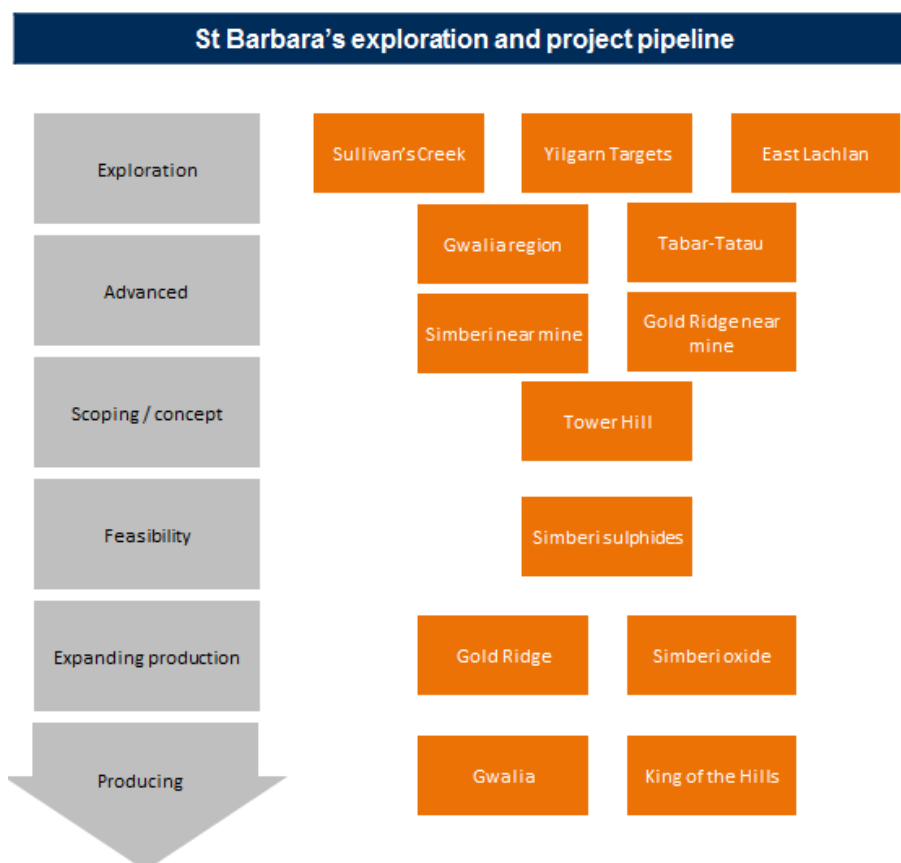 St Barbara's exploration and project pipeline
Exploration
Sullivan's Creek
Yilgarn Targets
East Lachlan
Advanced
Gwalia region
Tabar-Tatau
Simberi near mine
Gold Ridge near
mine
Scoping / concept
Tower Hill
Feasibility
Simberi sulphides
Expanding production
Gold Ridge
Simberi oxide
Producing
Gwalia
King of the Hills